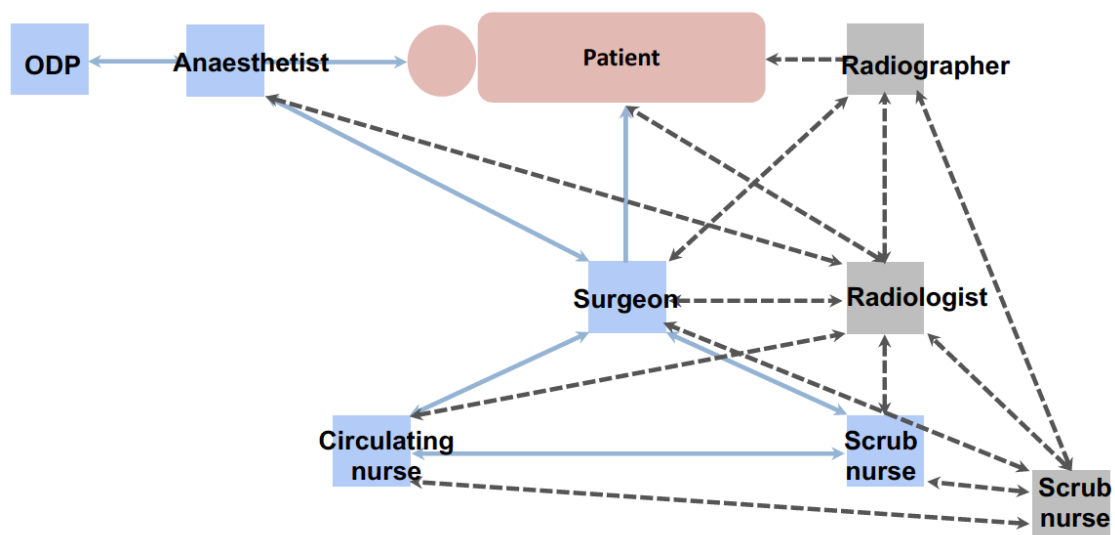 ODP
Anaesthetist
Patient
Radiographer
Surgeon
Radiologist
Circulating
nurse
Scrub
nurse
Scrub
nurse